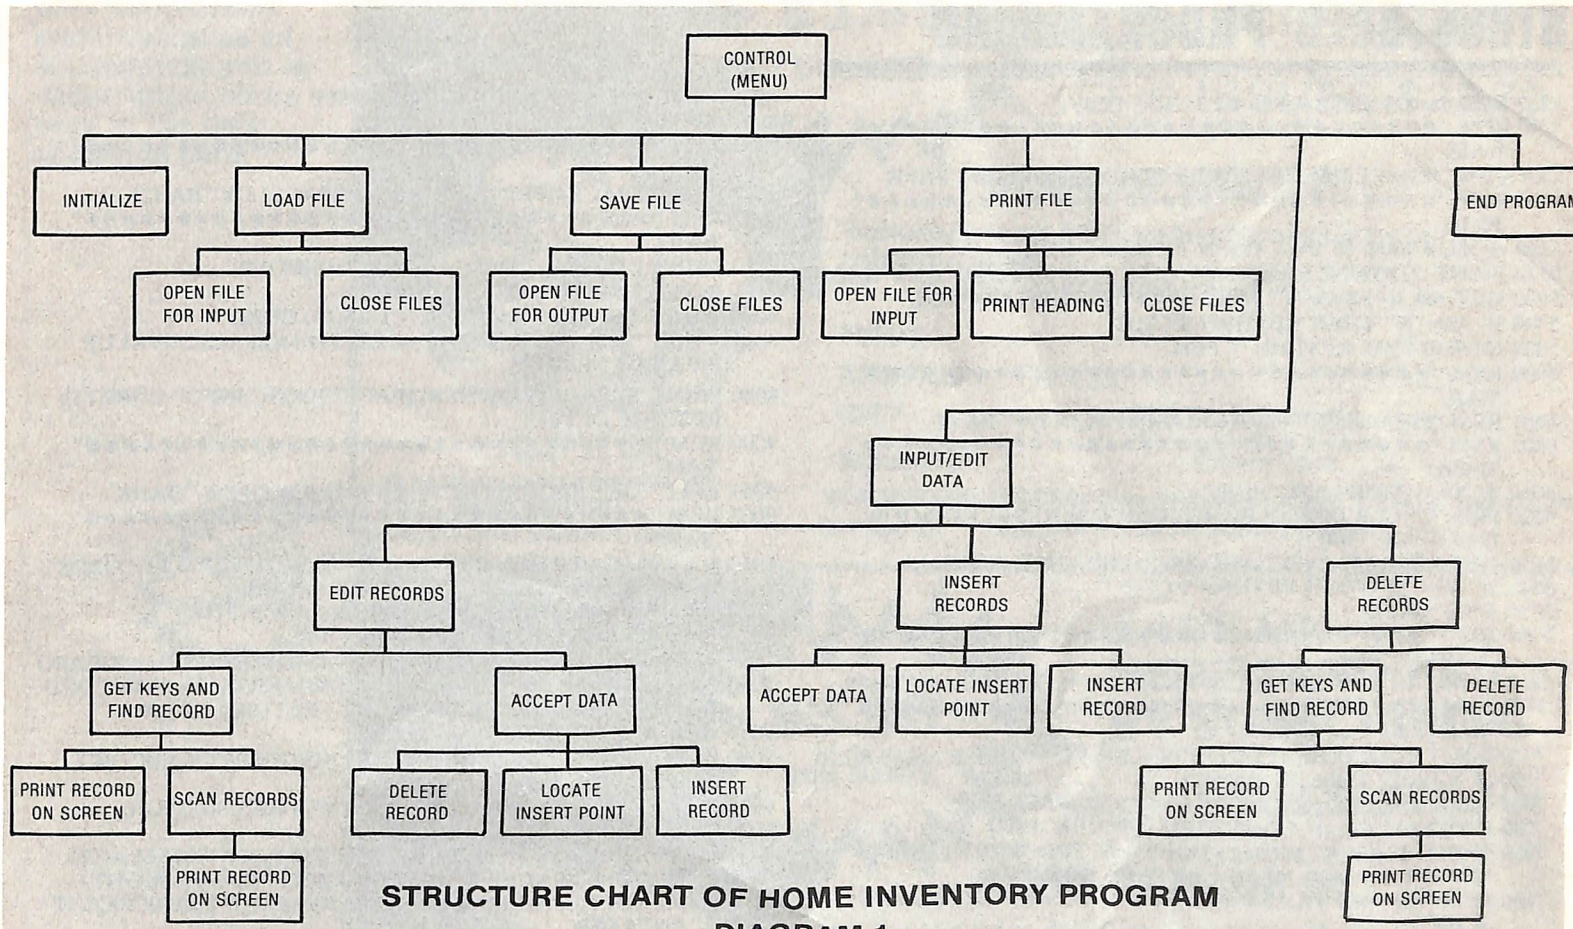 CONTROL
(MENU)
INITIALIZE
LOAD FILE
SAVE FILE
PRINT FILE
END PROGRAM
OPEN FILE
FOR INPUT
CLOSE FILES
OPEN FILE
FOR OUTPUT
CLOSE FILES
OPEN FILE FOR
INPUT
PRINT HEADING
CLOSE FILES
INPUT/EDIT
DATA
EDIT RECORDS
INSERT
RECORDS
DELETE
RECORDS
GET KEYS AND
FIND RECORD
ACCEPT DATA
ACCEPT DATA
LOCATE INSERT
POINT
INSERT
RECORD
GET KEYS AND
FIND RECORD
DELETE
RECORD
PRINT RECORD
ON SCREEN
SCAN RECORDS
DELETE
RECORD
LOCATE
INSERT POINT
INSERT
RECORD
PRINT RECORD
ON SCREEN
SCAN RECORDS
PRINT RECORD
ON SCREEN
PRINT RECORD
ON SCREEN
STRUCTURE CHART OF HOME INVENTORY PROGRAM
DIAGRAM 1